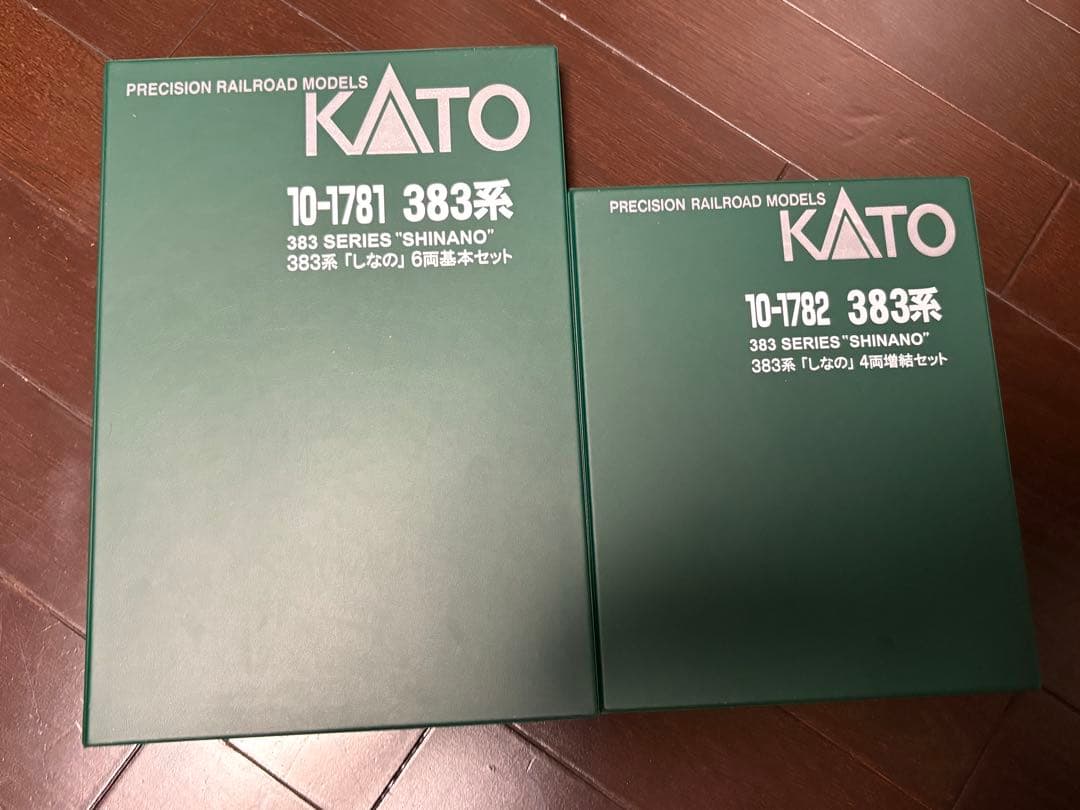 PRECISION RAILROAD MODELS
KATO
10-1781 383系
383 SERIES "SHINANO"
383系「しなの」6両基本セット
PRECISION RAILROAD MODELS
KATO
10-1782 383系
383 SERIES "SHINANO"
383系「しなの」4両増結セット